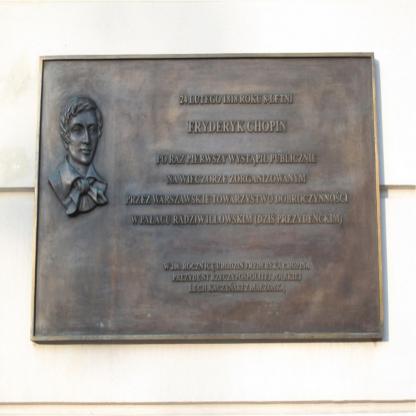 24 LUTEGO 1818 ROKU 8-LETNI
FRYDERYK CHOPIN
PO RAZ PIERWSZY WYSTĄPIŁ PUBLICZNIE
NA WIECZORZE ZORGANIZOWANYM
PRZEZ WARSZAWSKIE TOWARZYSTWO DOBROCZYNNOŚCI
W PAŁACU RADZIWIŁŁOWSKIM (DZIŚ PREZYDENCKIM)
W 200. ROCZNICĘ URODZIN FRYDERYKA CHOPINA
PREZYDENT RZECZYPOSPOLITEJ POLSKIEJ
LECH KACZYŃSKI Z MAŁŻONKĄ